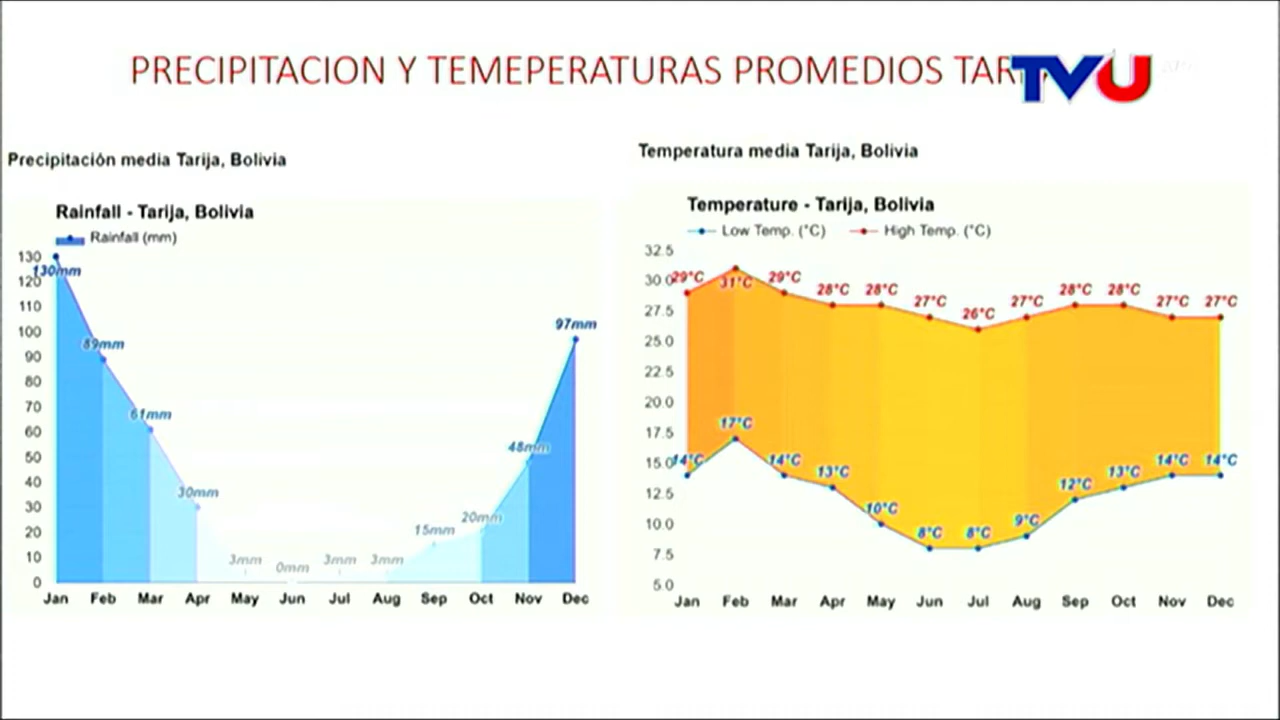 PRECIPITACION Y TEMEPERATURAS PROMEDIOS TAR
TVU
Precipitación media Tarija, Bolivia
Rainfall - Tarija, Bolivia
Rainfall (mm)
130
120
110
100
90
80
70
60
50
40
30
20
10
0
130mm
89mm
61mm
30mm
3mm
0mm
3mm
3mm
15mm
20mm
48mm
97mm
Jan Feb Mar Apr May Jun Jul Aug Sep Oct Nov Dec
Temperatura media Tarija, Bolivia
Temperature - Tarija, Bolivia
Low Temp. (°C) High Temp. (°C)
32.5
30.0
27.5
25.0
22.5
20.0
17.5
15.0
12.5
10.0
7.5
5.0
29°C 31°C 29°C 28°C 28°C 27°C 26°C 27°C 28°C 28°C 27°C 27°C
14°C 17°C 14°C 13°C 10°C 8°C 8°C 9°C 12°C 13°C 14°C 14°C
Jan Feb Mar Apr May Jun Jul Aug Sep Oct Nov Dec